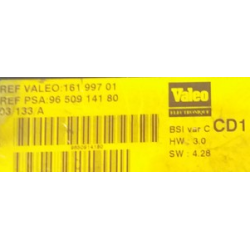 REF VALEO:161 997 01
REF PSA:96 509 141 80
03 133 A
Valeo
BSI var C CD1
HW: 3.0
SW: 4.28